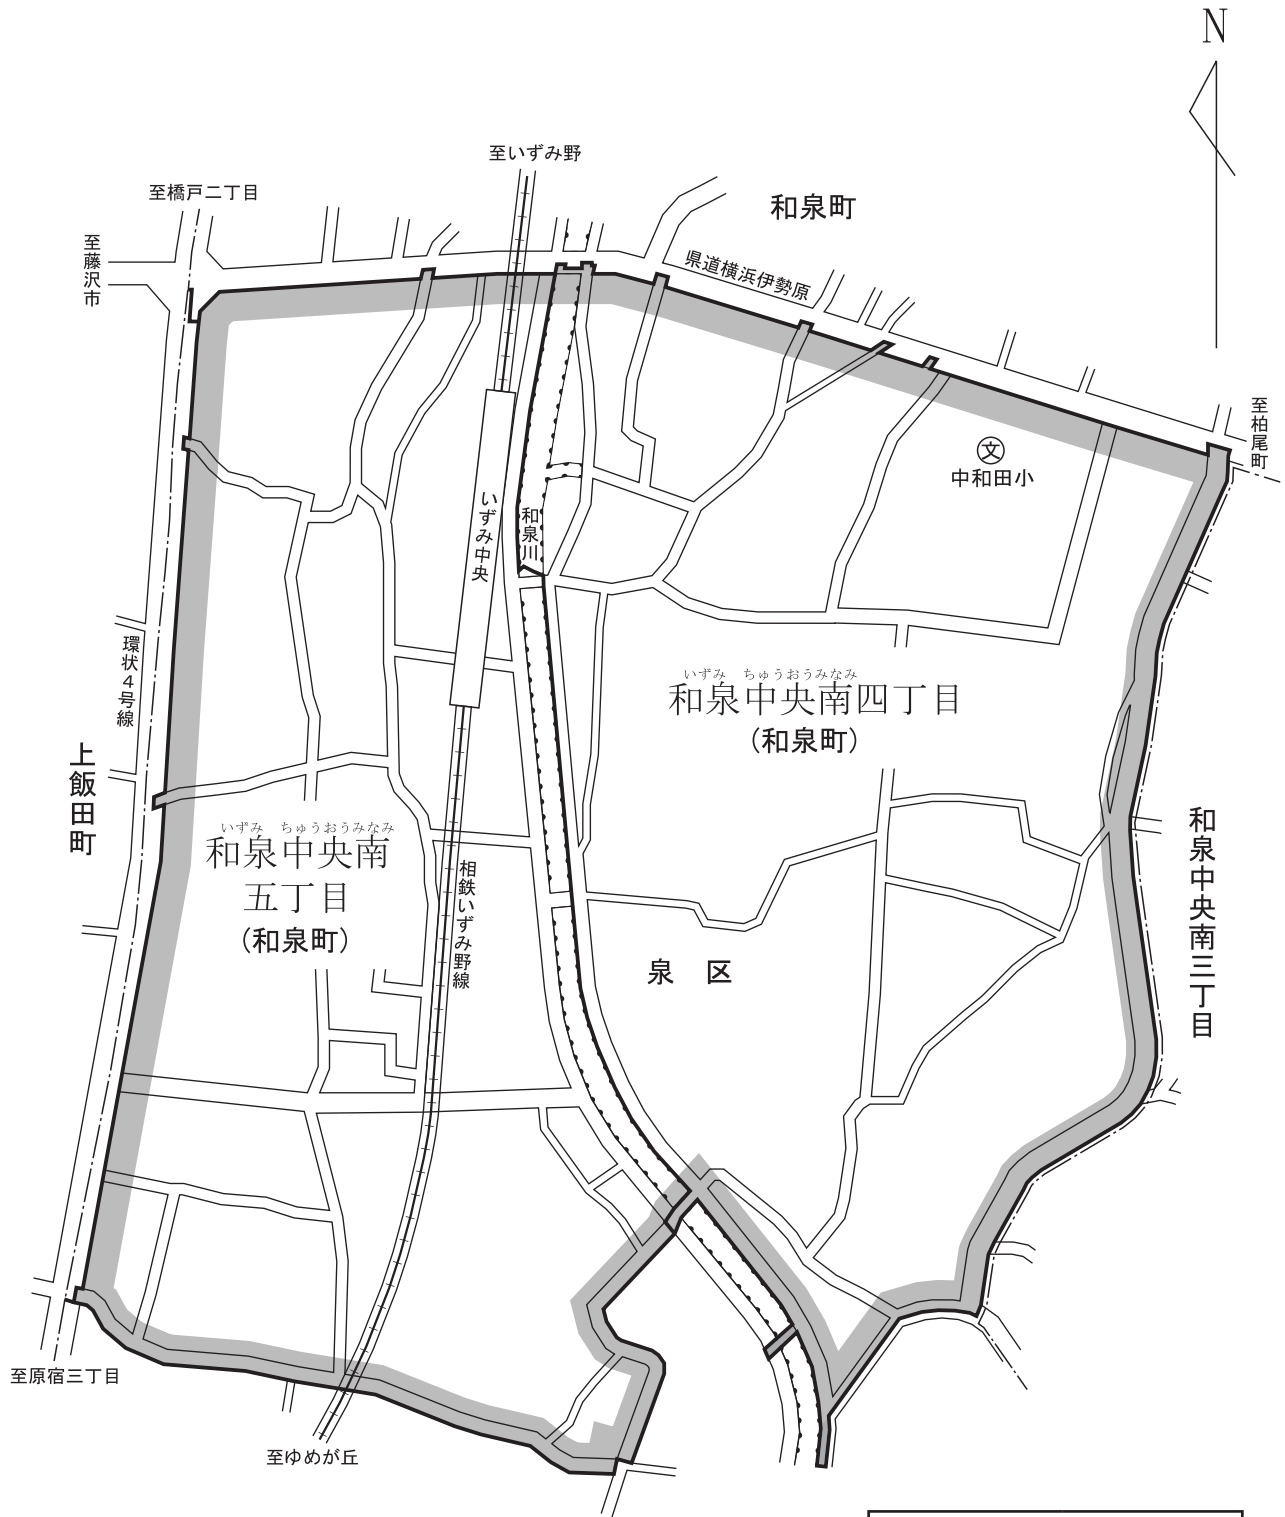 N
至いずみ野
至橋戸二丁目
和泉町
至藤沢市
県道横浜伊勢原
至柏尾町
文
中和田小
いずみ中央
和泉川
環状4号線
いずみ ちゅうおうみなみ
和泉中央南四丁目
(和泉町)
上飯田町
いずみ ちゅうおうみなみ
和泉中央南
五丁目
(和泉町)
和泉中央南三丁目
相鉄いずみ野線
泉 区
至原宿三丁目
至ゆめが丘